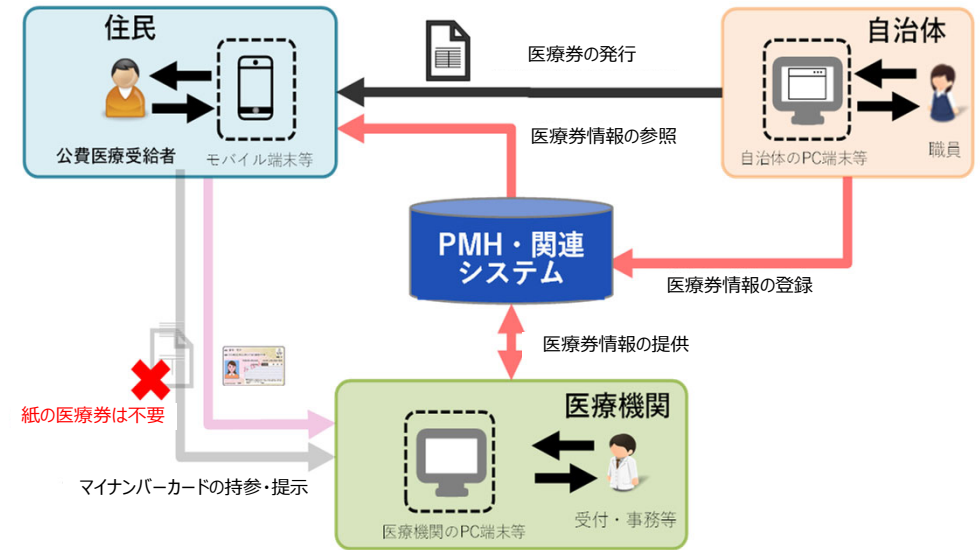 住民
公費医療受給者
モバイル端末等
医療券の発行
医療券情報の参照
自治体
自治体のPC端末等
職員
PMH・関連
システム
医療券情報の登録
医療券情報の提供
紙の医療券は不要
マイナンバーカードの持参・提示
医療機関
医療機関のPC端末等
受付・事務等